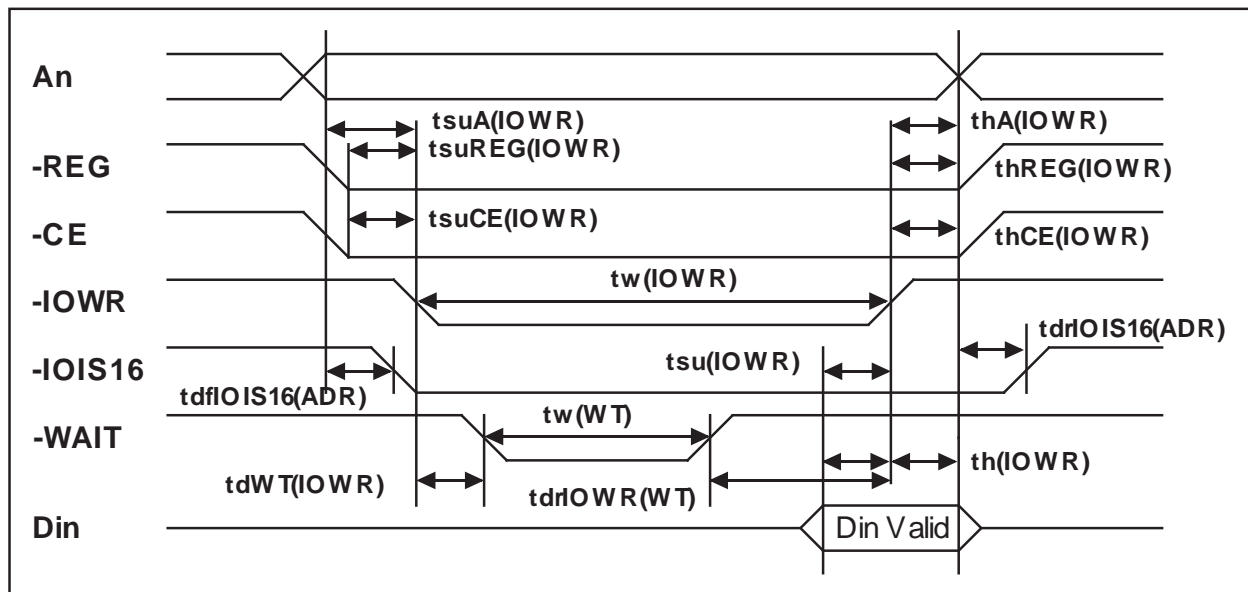 An
tsuA(IOWR)
thA(IOWR)
tsuREG(IOWR)
-REG
thREG(IOWR)
tsuCE(IOWR)
-CE
thCE(IOWR)
tw(IOWR)
-IOWR
tdrIOIS16(ADR)
tsu(IOWR)
-IOIS16
tdfIOIS16(ADR)
tw(WT)
-WAIT
th(IOWR)
tdWT(IOWR)
tdrIOWR(WT)
Din
Din Valid